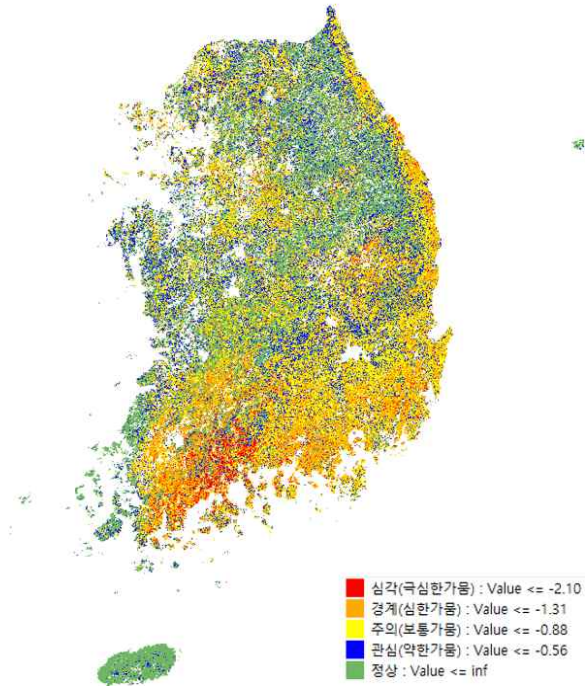 심각(극심한가뭄) : Value <= -2.10
경계(심한가뭄) : Value <= -1.31
주의(보통가뭄) : Value <= -0.88
관심(약한가뭄) : Value <= -0.56
정상 : Value <= inf